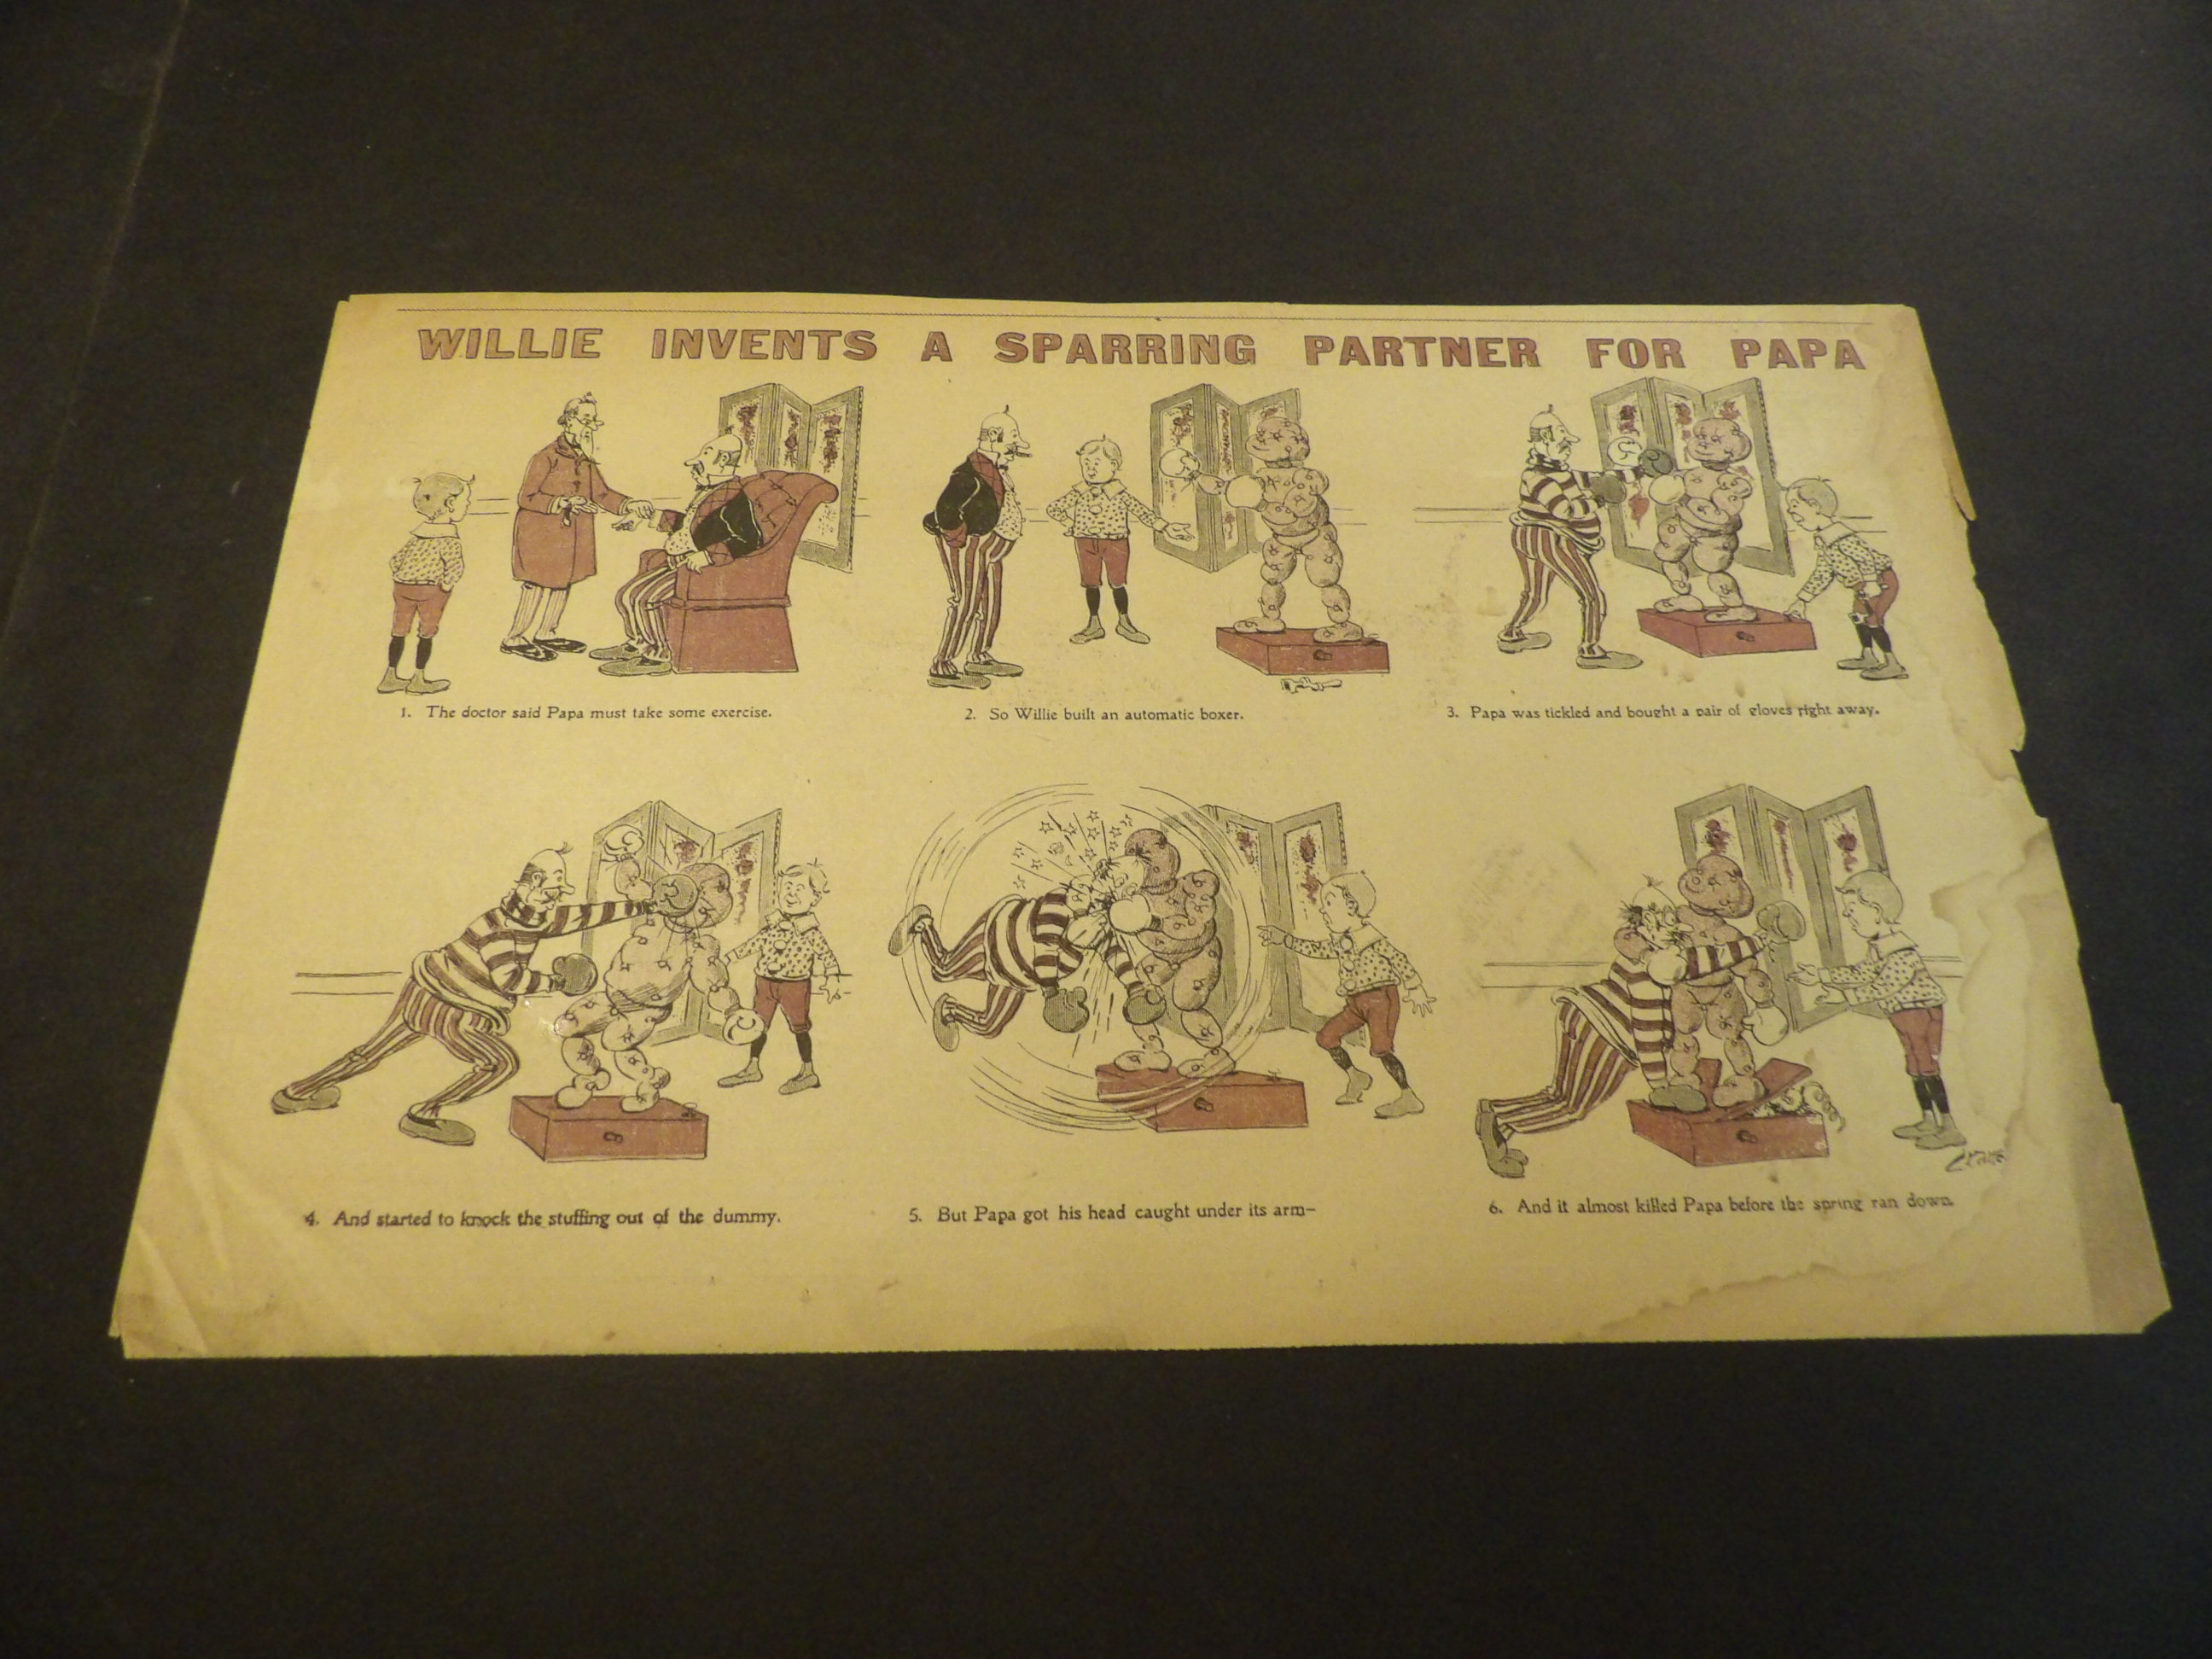 WILLIE INVENTS A SPARRING PARTNER FOR PAPA
1. The doctor said Papa must take some exercise.
2. So Willie built an automatic boxer.
3. Papa was tickled and bought a pair of gloves right away.
4. And started to knock the stuffing out of the dummy.
5. But Papa got his head caught under its arm—
6. And it almost killed Papa before the spring ran down.